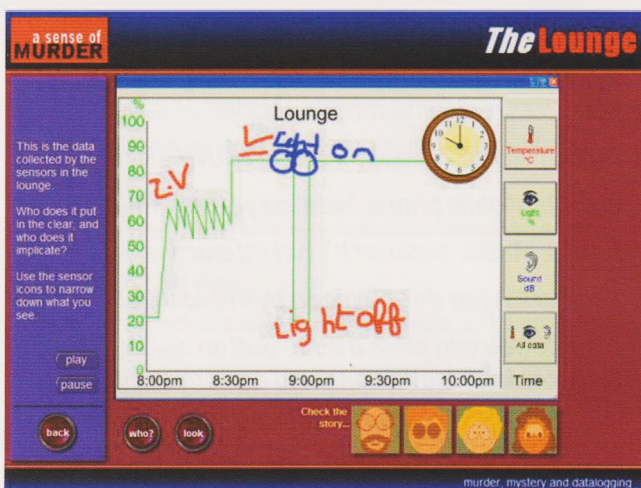 a sense of
MURDER
The Lounge
This is the data
collected by the
sensors in the
lounge.
Who does it put
in the clear, and
who does it
implicate?
Use the sensor
icons to narrow
down what you
see.
play
pause
back
%
100
90
80
70
60
50
40
30
20
10
0
Lounge
Light on
Light off
8:00pm
8:30pm
9:00pm
9:30pm
10:00pm
Time
Temperature
°C
Light
%
Sound
dB
All data
who?
look
Check the
story...
murder, mystery and datalogging